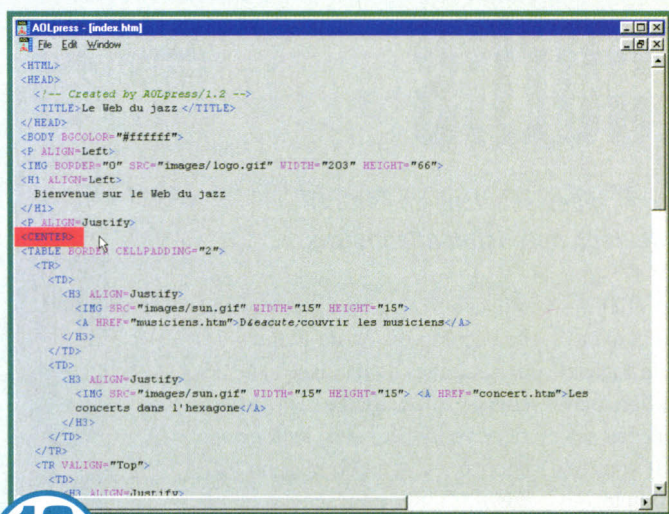 AOLpress - [index.htm]
File Edit Window
<HTML>
<HEAD>
<!-- Created by AOLpress/1.2 -->
<TITLE>Le Web du jazz </TITLE>
</HEAD>
<BODY BGCOLOR="#ffffff">
<P ALIGN=Left>
<IMG BORDER="0" SRC="images/logo.gif" WIDTH="203" HEIGHT="66">
<H1 ALIGN=Left>
Bienvenue sur le Web du jazz
</H1>
<P ALIGN=Justify>
<CENTER>
<TABLE BORDER CELLPADDING="2">
<TR>
<TD>
<H3 ALIGN=Justify>
<IMG SRC="images/sun.gif" WIDTH="15" HEIGHT="15">
<A HREF="musiciens.htm">D&eacute;couvrir les musiciens</A>
</H3>
</TD>
<TD>
<H3 ALIGN=Justify>
<IMG SRC="images/sun.gif" WIDTH="15" HEIGHT="15"> <A HREF="concert.htm">Les
concerts dans l'hexagone</A>
</H3>
</TD>
</TR>
<TR VALIGN="Top">
<TD>
<H3 ALIGN=Justify>